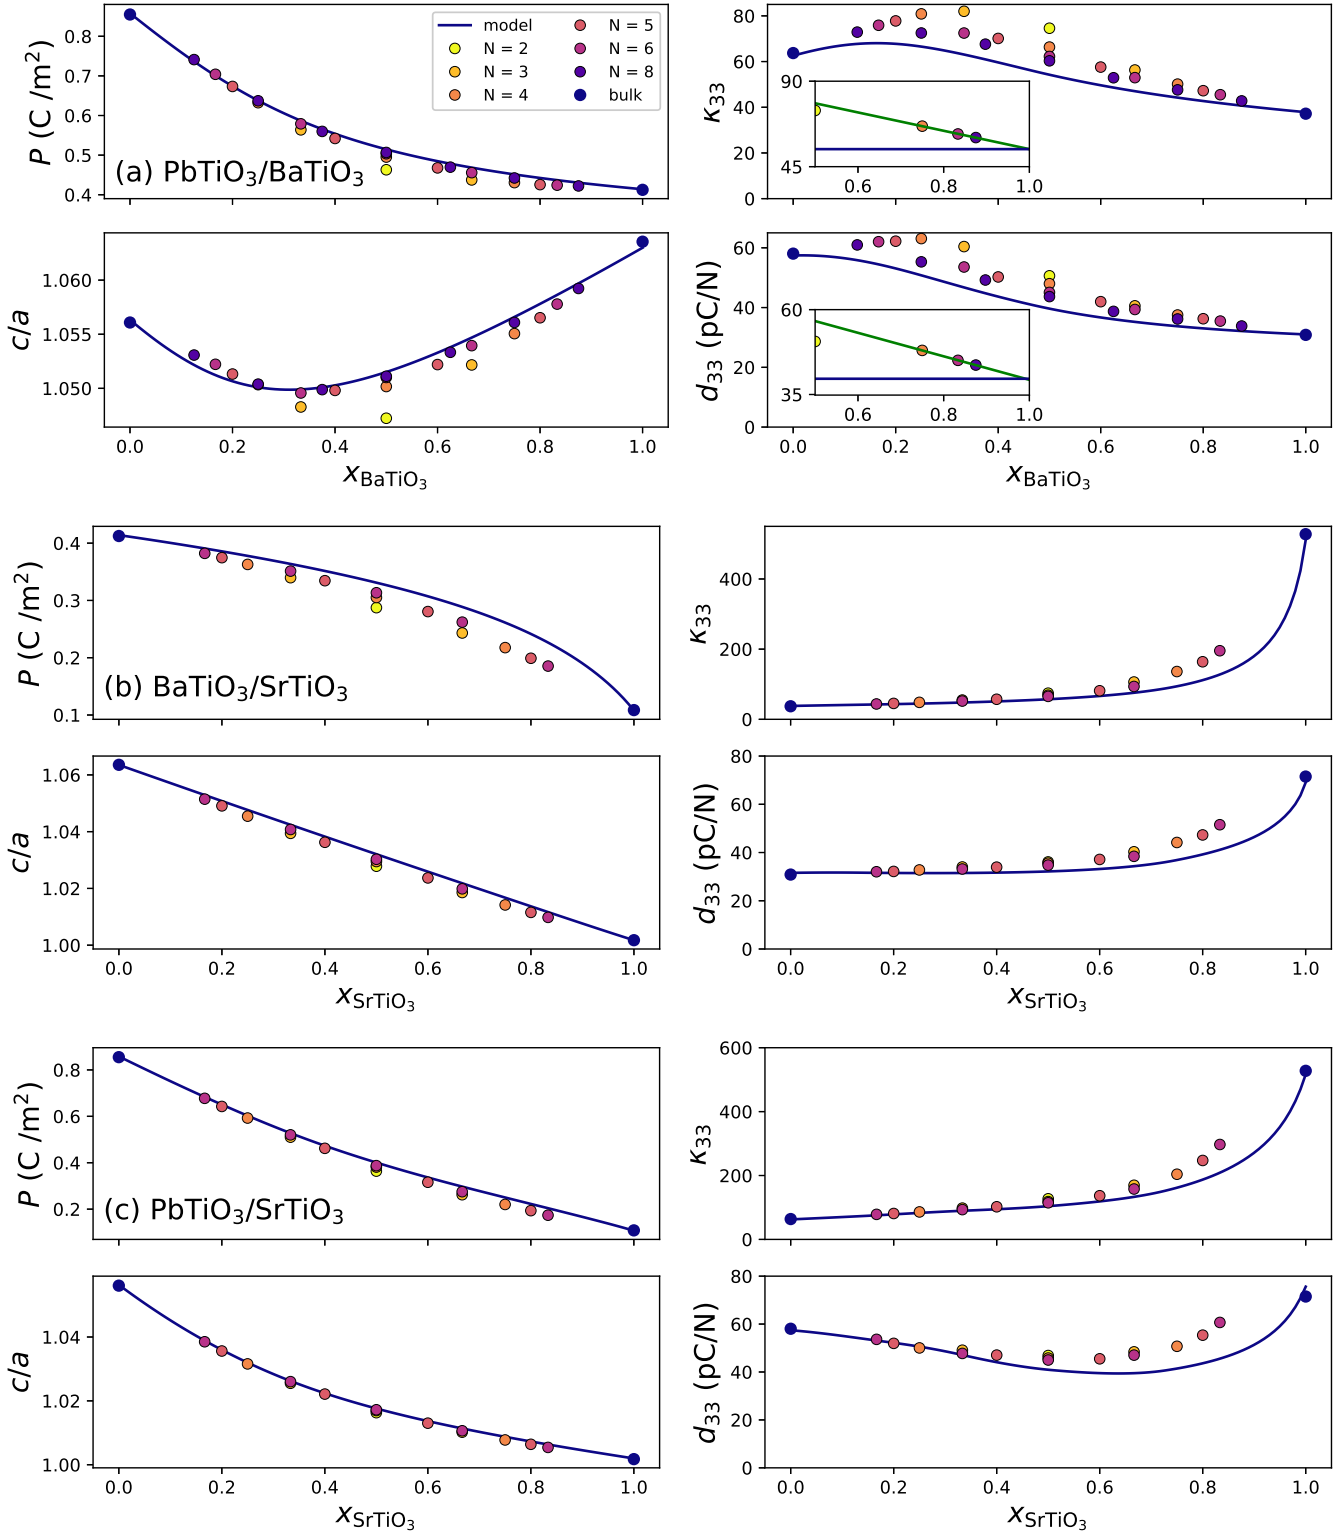 P (C /m²)
0.8
0.7
0.6
0.5
0.4
model
N = 2
N = 3
N = 4
N = 5
N = 6
N = 8
bulk
(a) PbTiO₃/BaTiO₃
κ₃₃
80
60
40
20
0
90
45
0.6 0.8 1.0
c/a
1.060
1.055
1.050
0.0 0.2 0.4 0.6 0.8 1.0
x_BaTiO₃
d₃₃ (pC/N)
60
40
20
0
60
35
0.6 0.8 1.0
0.0 0.2 0.4 0.6 0.8 1.0
x_BaTiO₃
P (C /m²)
0.4
0.3
0.2
0.1
(b) BaTiO₃/SrTiO₃
κ₃₃
400
200
0
c/a
1.06
1.04
1.02
1.00
0.0 0.2 0.4 0.6 0.8 1.0
x_SrTiO₃
d₃₃ (pC/N)
80
60
40
20
0
0.0 0.2 0.4 0.6 0.8 1.0
x_SrTiO₃
P (C /m²)
0.8
0.6
0.4
0.2
(c) PbTiO₃/SrTiO₃
κ₃₃
600
400
200
0
c/a
1.04
1.02
1.00
0.0 0.2 0.4 0.6 0.8 1.0
x_SrTiO₃
d₃₃ (pC/N)
80
60
40
20
0
0.0 0.2 0.4 0.6 0.8 1.0
x_SrTiO₃